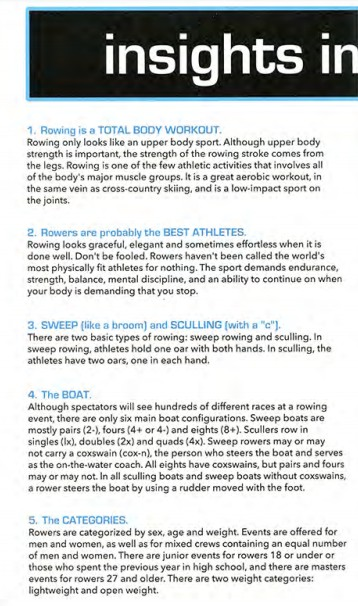 insights in
1. Rowing is a TOTAL BODY WORKOUT.
Rowing only looks like an upper body sport. Although upper body
strength is important, the strength of the rowing stroke comes from
the legs. Rowing is one of the few athletic activities that involves all
of the body's major muscle groups. It is a great aerobic workout, in
the same vein as cross-country skiing, and is a low-impact sport on
the joints.
2. Rowers are probably the BEST ATHLETES.
Rowing looks graceful, elegant and sometimes effortless when it is
done well. Don't be fooled. Rowers haven't been called the world's
most physically fit athletes for nothing. The sport demands endurance,
strength, balance, mental discipline, and an ability to continue on when
your body is demanding that you stop.
3. SWEEP (like a broom) and SCULLING (with a "c").
There are two basic types of rowing: sweep rowing and sculling. In
sweep rowing, athletes hold one oar with both hands. In sculling, the
athletes have two oars, one in each hand.
4. The BOAT.
Although spectators will see hundreds of different races at a rowing
event, there are only six main boat configurations. Sweep boats are
mostly pairs (2-), fours (4+ or 4-) and eights (8+). Scullers row in
singles (lx), doubles (2x) and quads (4x). Sweep rowers may or may
not carry a coxswain (cox-n), the person who steers the boat and serves
as the on-the-water coach. All eights have coxswains, but pairs and fours
may or may not. In all sculling boats and sweep boats without coxswains,
a rower steers the boat by using a rudder moved with the foot.
5. The CATEGORIES.
Rowers are categorized by sex, age and weight. Events are offered for
men and women, as well as for mixed crews containing an equal number
of men and women. There are junior events for rowers 18 or under or
those who spent the previous year in high school, and there are masters
events for rowers 27 and older. There are two weight categories:
lightweight and open weight.